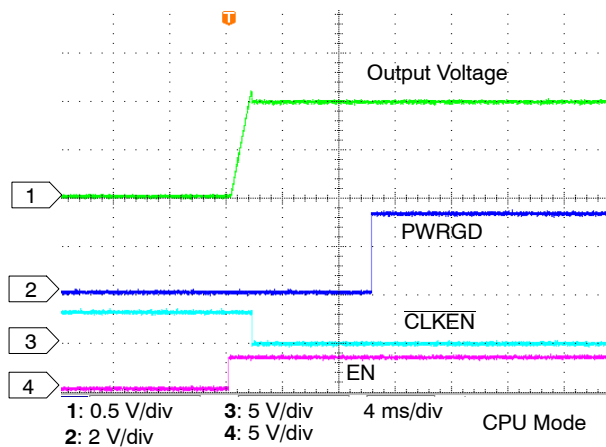 T
Output Voltage
1
PWRGD
2
CLKEN
3
EN
4
1: 0.5 V/div 3: 5 V/div 4 ms/div
2: 2 V/div 4: 5 V/div CPU Mode